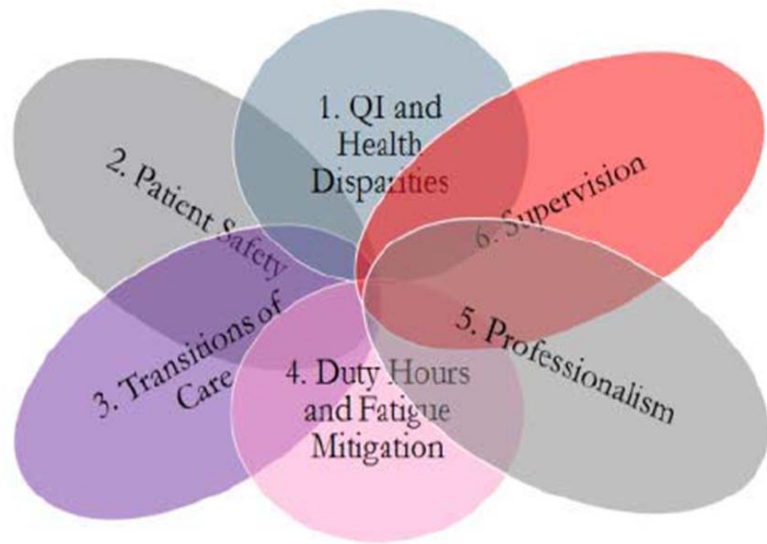 1. QI and
Health
Disparities
2. Patient Safety
3. Transitions of
Care
4. Duty Hours
and Fatigue
Mitigation
5. Professionalism
6. Supervision